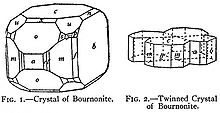 c
u
u
o
n
o
m
a
m
b
o
FIG. 1.—Crystal of Bournonite.
m
a
b
FIG. 2.—Twinned Crystal
of Bournonite.